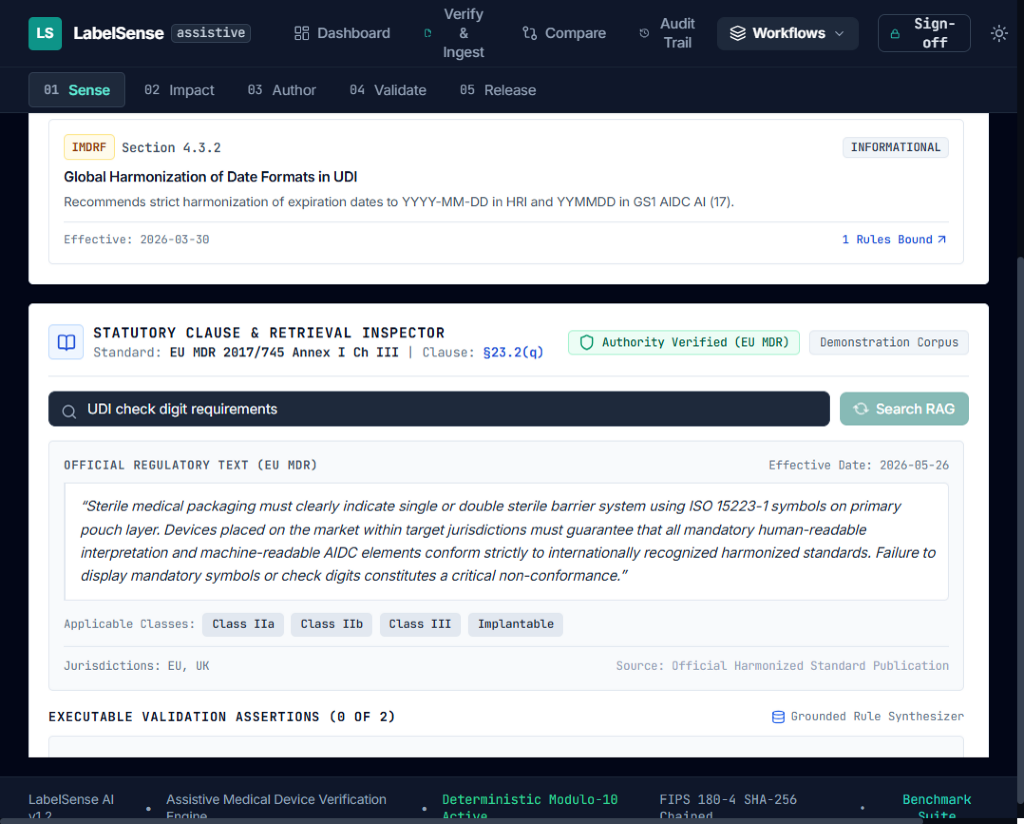 LS LabelSense assistive Dashboard Verify & Ingest Compare Audit Trail Workflows Sign-off
01 Sense 02 Impact 03 Author 04 Validate 05 Release
IMDRF Section 4.3.2 INFORMATIONAL
Global Harmonization of Date Formats in UDI
Recommends strict harmonization of expiration dates to YYYY-MM-DD in HRI and YYMMDD in GS1 AIDC AI (17).
Effective: 2026-03-30 1 Rules Bound
STATUTORY CLAUSE & RETRIEVAL INSPECTOR
Standard: EU MDR 2017/745 Annex I Ch III | Clause: §23.2(q)
Authority Verified (EU MDR) Demonstration Corpus
UDI check digit requirements Search RAG
OFFICIAL REGULATORY TEXT (EU MDR) Effective Date: 2026-05-26
“Sterile medical packaging must clearly indicate single or double sterile barrier system using ISO 15223-1 symbols on primary
pouch layer. Devices placed on the market within target jurisdictions must guarantee that all mandatory human-readable
interpretation and machine-readable AIDC elements conform strictly to internationally recognized harmonized standards. Failure to
display mandatory symbols or check digits constitutes a critical non-conformance.”
Applicable Classes: Class IIa Class IIb Class III Implantable
Jurisdictions: EU, UK Source: Official Harmonized Standard Publication
EXECUTABLE VALIDATION ASSERTIONS (0 OF 2) Grounded Rule Synthesizer
LabelSense AI v1.2 • Assistive Medical Device Verification Engine • Deterministic Modulo-10 Active FIPS 180-4 SHA-256 Chained • Benchmark Suite